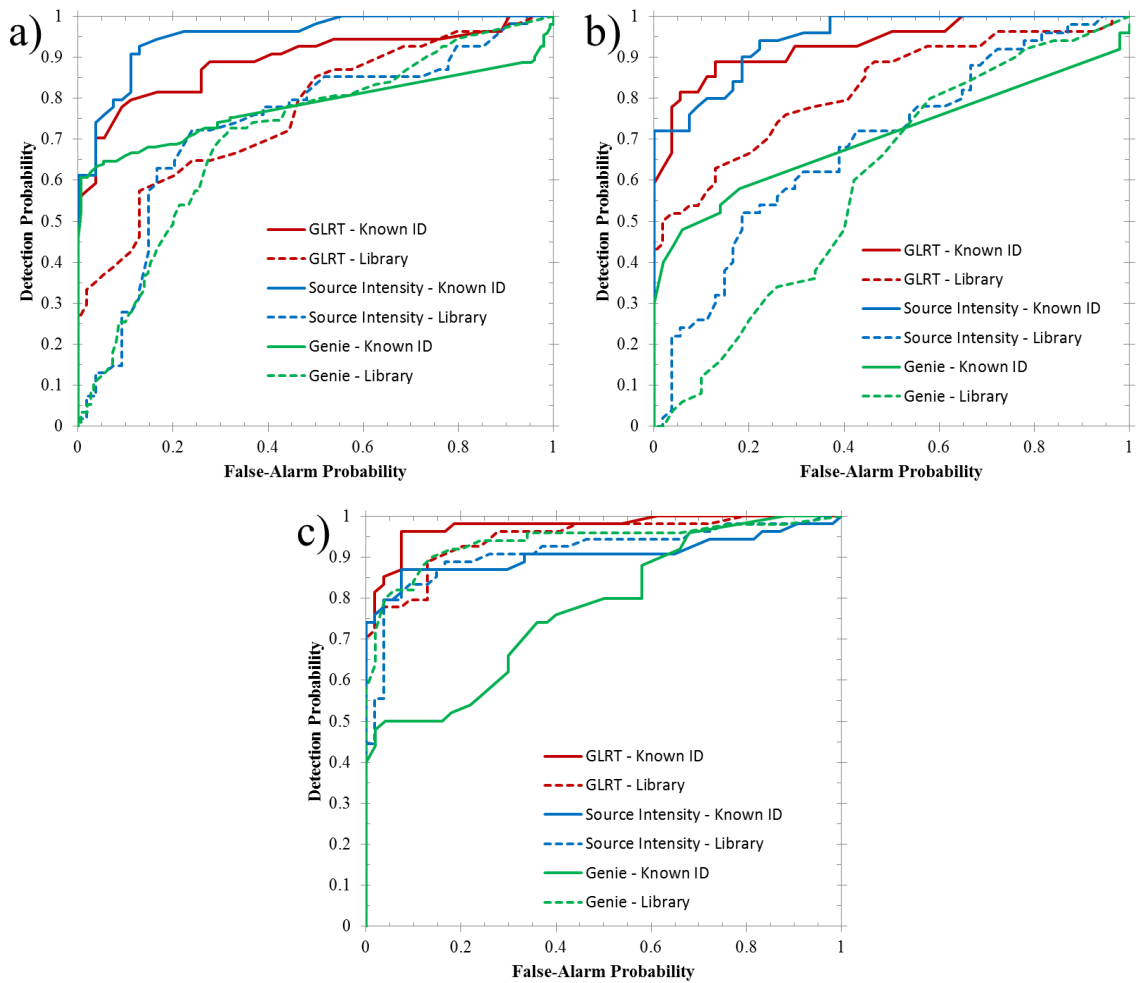 a)
Detection Probability
1
0.9
0.8
0.7
0.6
0.5
0.4
0.3
0.2
0.1
0
0 0.2 0.4 0.6 0.8 1
False-Alarm Probability
GLRT - Known ID
GLRT - Library
Source Intensity - Known ID
Source Intensity - Library
Genie - Known ID
Genie - Library
b)
Detection Probability
1
0.9
0.8
0.7
0.6
0.5
0.4
0.3
0.2
0.1
0
0 0.2 0.4 0.6 0.8 1
False-Alarm Probability
GLRT - Known ID
GLRT - Library
Source Intensity - Known ID
Source Intensity - Library
Genie - Known ID
Genie - Library
c)
Detection Probability
1
0.9
0.8
0.7
0.6
0.5
0.4
0.3
0.2
0.1
0
0 0.2 0.4 0.6 0.8 1
False-Alarm Probability
GLRT - Known ID
GLRT - Library
Source Intensity - Known ID
Source Intensity - Library
Genie - Known ID
Genie - Library